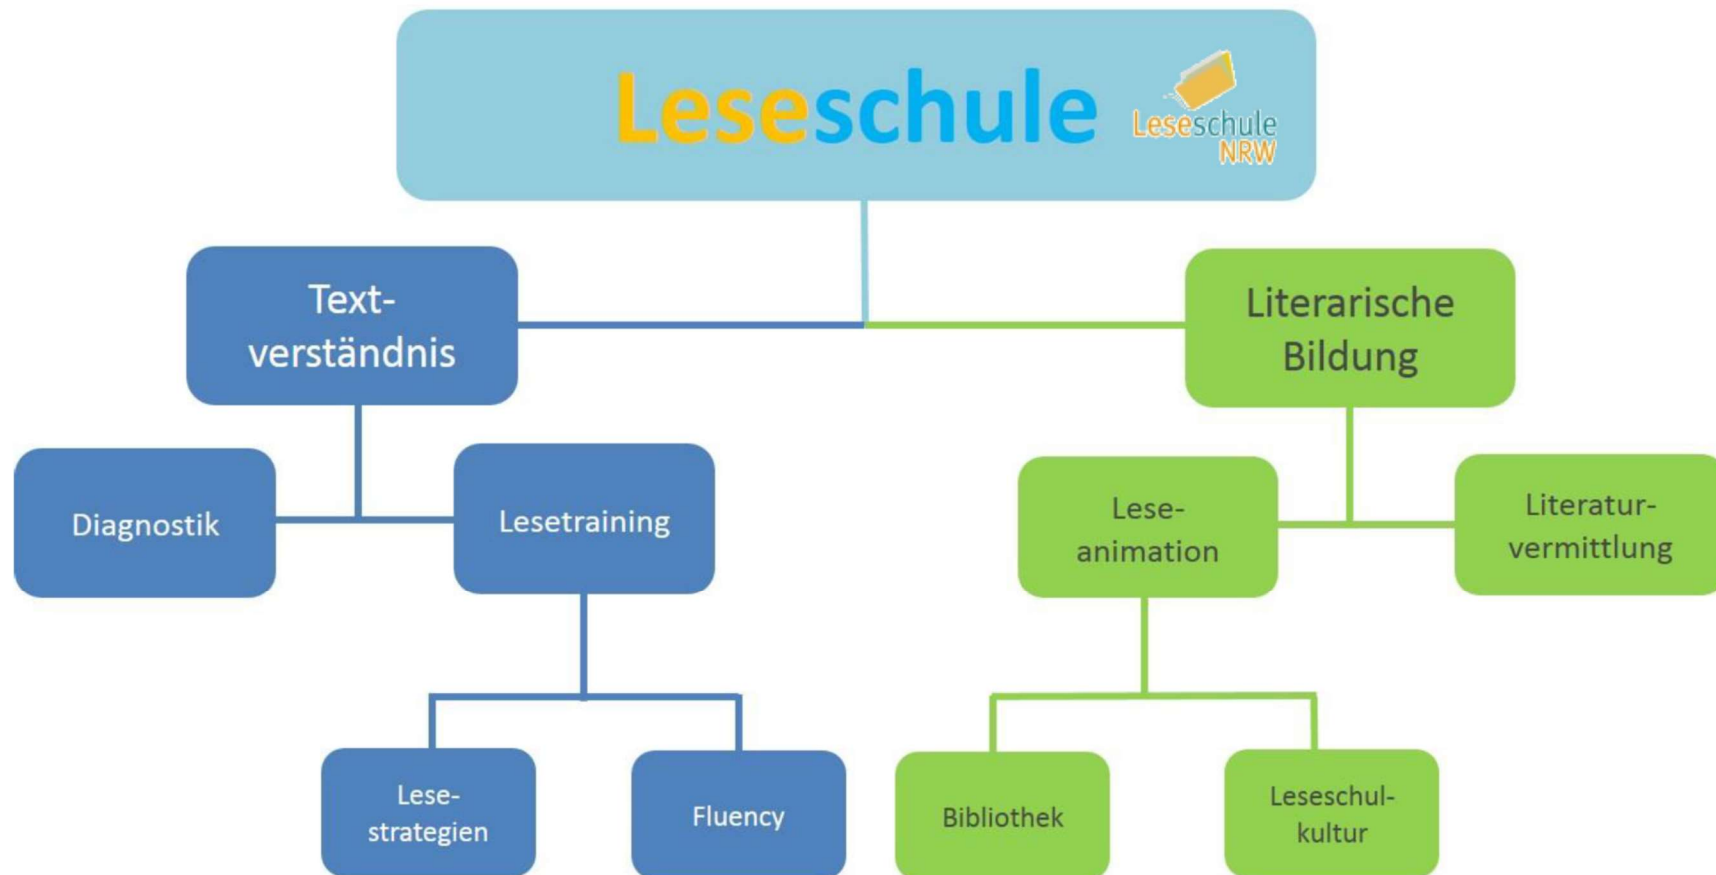 Leseschule
Leseschule
NRW
Text-
verständnis
Literarische
Bildung
Diagnostik
Lesetraining
Lese-
animation
Literatur-
vermittlung
Lese-
strategien
Fluency
Bibliothek
Leseschul-
kultur